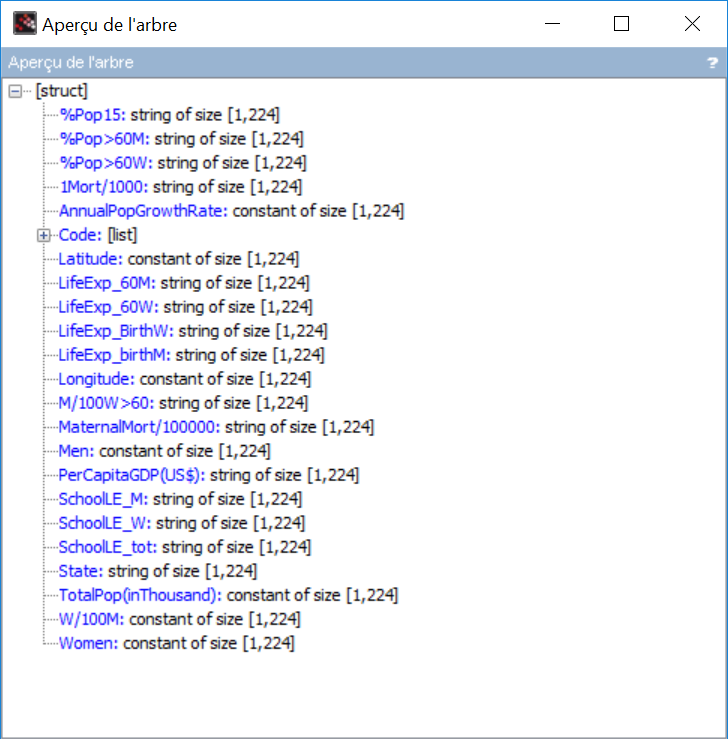 Aperçu de l'arbre
Aperçu de l'arbre ?
[struct]
%Pop15: string of size [1,224]
%Pop>60M: string of size [1,224]
%Pop>60W: string of size [1,224]
1Mort/1000: string of size [1,224]
AnnualPopGrowthRate: constant of size [1,224]
Code: [list]
Latitude: constant of size [1,224]
LifeExp_60M: string of size [1,224]
LifeExp_60W: string of size [1,224]
LifeExp_BirthW: string of size [1,224]
LifeExp_birthM: string of size [1,224]
Longitude: constant of size [1,224]
M/100W>60: string of size [1,224]
MaternalMort/100000: string of size [1,224]
Men: constant of size [1,224]
PerCapitaGDP(US$): string of size [1,224]
SchoolLE_M: string of size [1,224]
SchoolLE_W: string of size [1,224]
SchoolLE_tot: string of size [1,224]
State: string of size [1,224]
TotalPop(inThousand): constant of size [1,224]
W/100M: constant of size [1,224]
Women: constant of size [1,224]